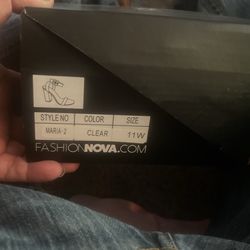 STYLE NO COLOR SIZE
MARIA-2 CLEAR 11W
FASHIONNOVA.COM